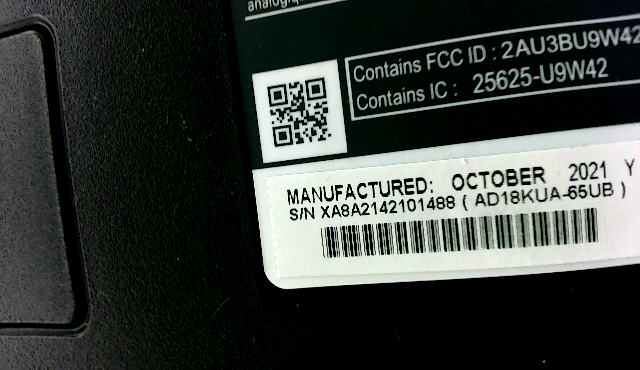 Contains FCC ID : 2AU3BU9W42
Contains IC : 25625-U9W42
MANUFACTURED: OCTOBER 2021 Y
S/N XA8A2142101488 ( AD18KUA-65UB )